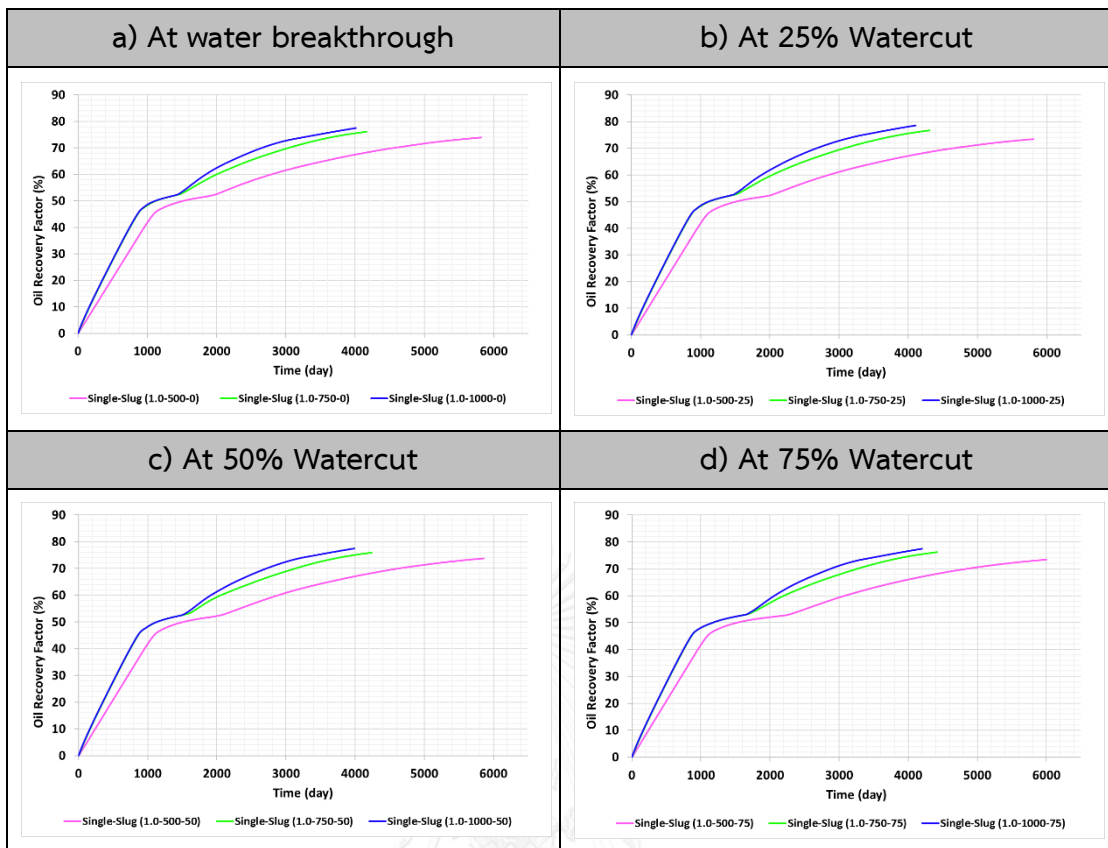 a) At water breakthrough
b) At 25% Watercut
90
80
70
60
50
40
30
20
10
0
Oil Recovery Factor (%)
0 1000 2000 3000 4000 5000 6000
Time (day)
Single-Slug (1.0-500-0) Single-Slug (1.0-750-0) Single-Slug (1.0-1000-0)
90
80
70
60
50
40
30
20
10
0
Oil Recovery Factor (%)
0 1000 2000 3000 4000 5000 6000
Time (day)
Single-Slug (1.0-500-25) Single-Slug (1.0-750-25) Single-Slug (1.0-1000-25)
c) At 50% Watercut
d) At 75% Watercut
90
80
70
60
50
40
30
20
10
0
Oil Recovery Factor (%)
0 1000 2000 3000 4000 5000 6000
Time (day)
Single-Slug (1.0-500-50) Single-Slug (1.0-750-50) Single-Slug (1.0-1000-50)
90
80
70
60
50
40
30
20
10
0
Oil Recovery Factor (%)
0 1000 2000 3000 4000 5000 6000
Time (day)
Single-Slug (1.0-500-75) Single-Slug (1.0-750-75) Single-Slug (1.0-1000-75)